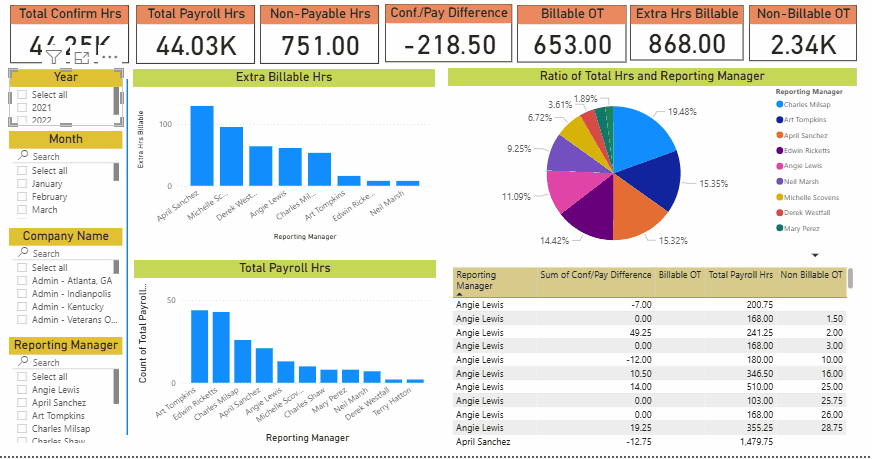 Total Confirm Hrs
Total Payroll Hrs
44.03K
Non-Payable Hrs
751.00
Conf./Pay Difference
-218.50
Billable OT
653.00
Extra Hrs Billable
868.00
Non-Billable OT
2.34K
Year
Select all
2021
2022
Month
Search
Select all
January
February
March
Company Name
Search
Select all
Admin - Atlanta, GA
Admin - Indianpolis
Admin - Kentucky
Admin - Veterans O...
Reporting Manager
Search
Select all
Angie Lewis
April Sanchez
Art Tompkins
Charles Milsap
Charles Shaw
Extra Billable Hrs
Extra Hrs Billable
100
0
April Sanchez
Michelle Sc...
Derek West...
Angie Lewis
Charles Mil...
Art Tompkins
Edwin Ricke...
Neil Marsh
Reporting Manager
Total Payroll Hrs
Count of Total Payroll...
50
0
Art Tompkins
Edwin Ricketts
Charles Milsap
April Sanchez
Angie Lewis
Michelle Scov...
Charles Shaw
Mary Perez
Neil Marsh
Derek Westfall
Terry Hatton
Reporting Manager
Ratio of Total Hrs and Reporting Manager
19.48%
15.35%
15.32%
14.42%
11.09%
9.25%
6.72%
3.61%
1.89%
Reporting Manager
Charles Milsap
Art Tompkins
April Sanchez
Edwin Ricketts
Angie Lewis
Neil Marsh
Michelle Scovens
Derek Westfall
Mary Perez
Reporting Manager Sum of Conf/Pay Difference Billable OT Total Payroll Hrs Non Billable OT
Angie Lewis -7.00 200.75
Angie Lewis 0.00 168.00 1.50
Angie Lewis 49.25 241.25 2.00
Angie Lewis 0.00 168.00 3.00
Angie Lewis -12.00 180.00 10.00
Angie Lewis 10.50 346.50 16.00
Angie Lewis 14.00 510.00 25.00
Angie Lewis 0.00 103.00 25.75
Angie Lewis 0.00 168.00 26.00
Angie Lewis 19.25 355.25 28.75
April Sanchez -12.75 1,479.75